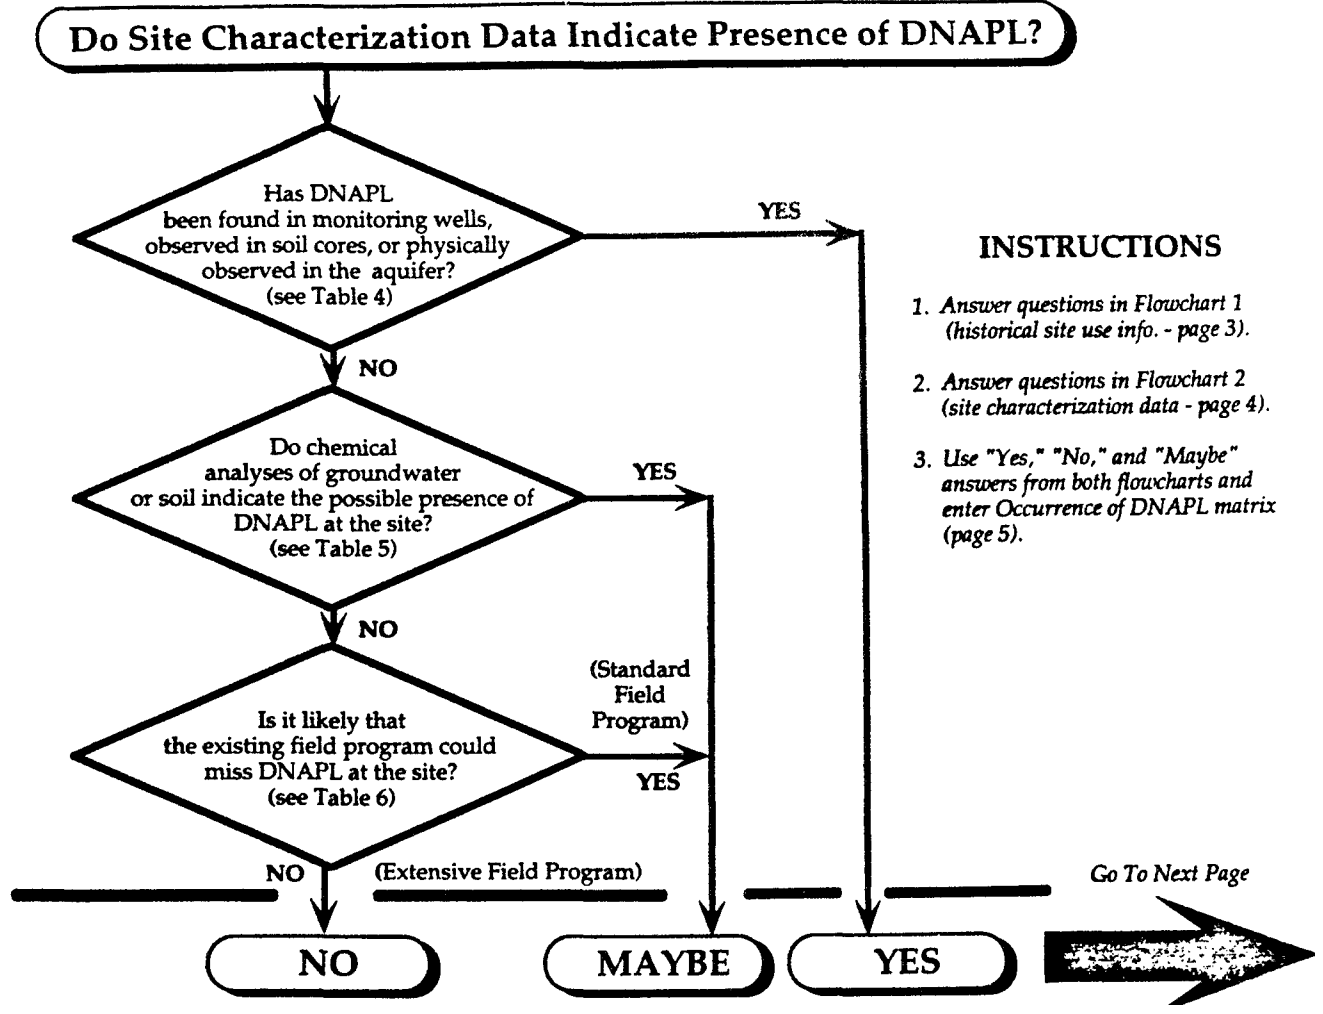 Do Site Characterization Data Indicate Presence of DNAPL?
Has DNAPL
been found in monitoring wells,
observed in soil cores, or physically
observed in the aquifer?
(see Table 4)
YES
NO
INSTRUCTIONS
1. Answer questions in Flowchart 1
(historical site use info. - page 3).
2. Answer questions in Flowchart 2
(site characterization data - page 4).
3. Use "Yes," "No," and "Maybe"
answers from both flowcharts and
enter Occurrence of DNAPL matrix
(page 5).
Do chemical
analyses of groundwater
or soil indicate the possible presence of
DNAPL at the site?
(see Table 5)
YES
NO
Is it likely that
the existing field program could
miss DNAPL at the site?
(see Table 6)
(Standard
Field
Program)
YES
NO
(Extensive Field Program)
Go To Next Page
NO
MAYBE
YES